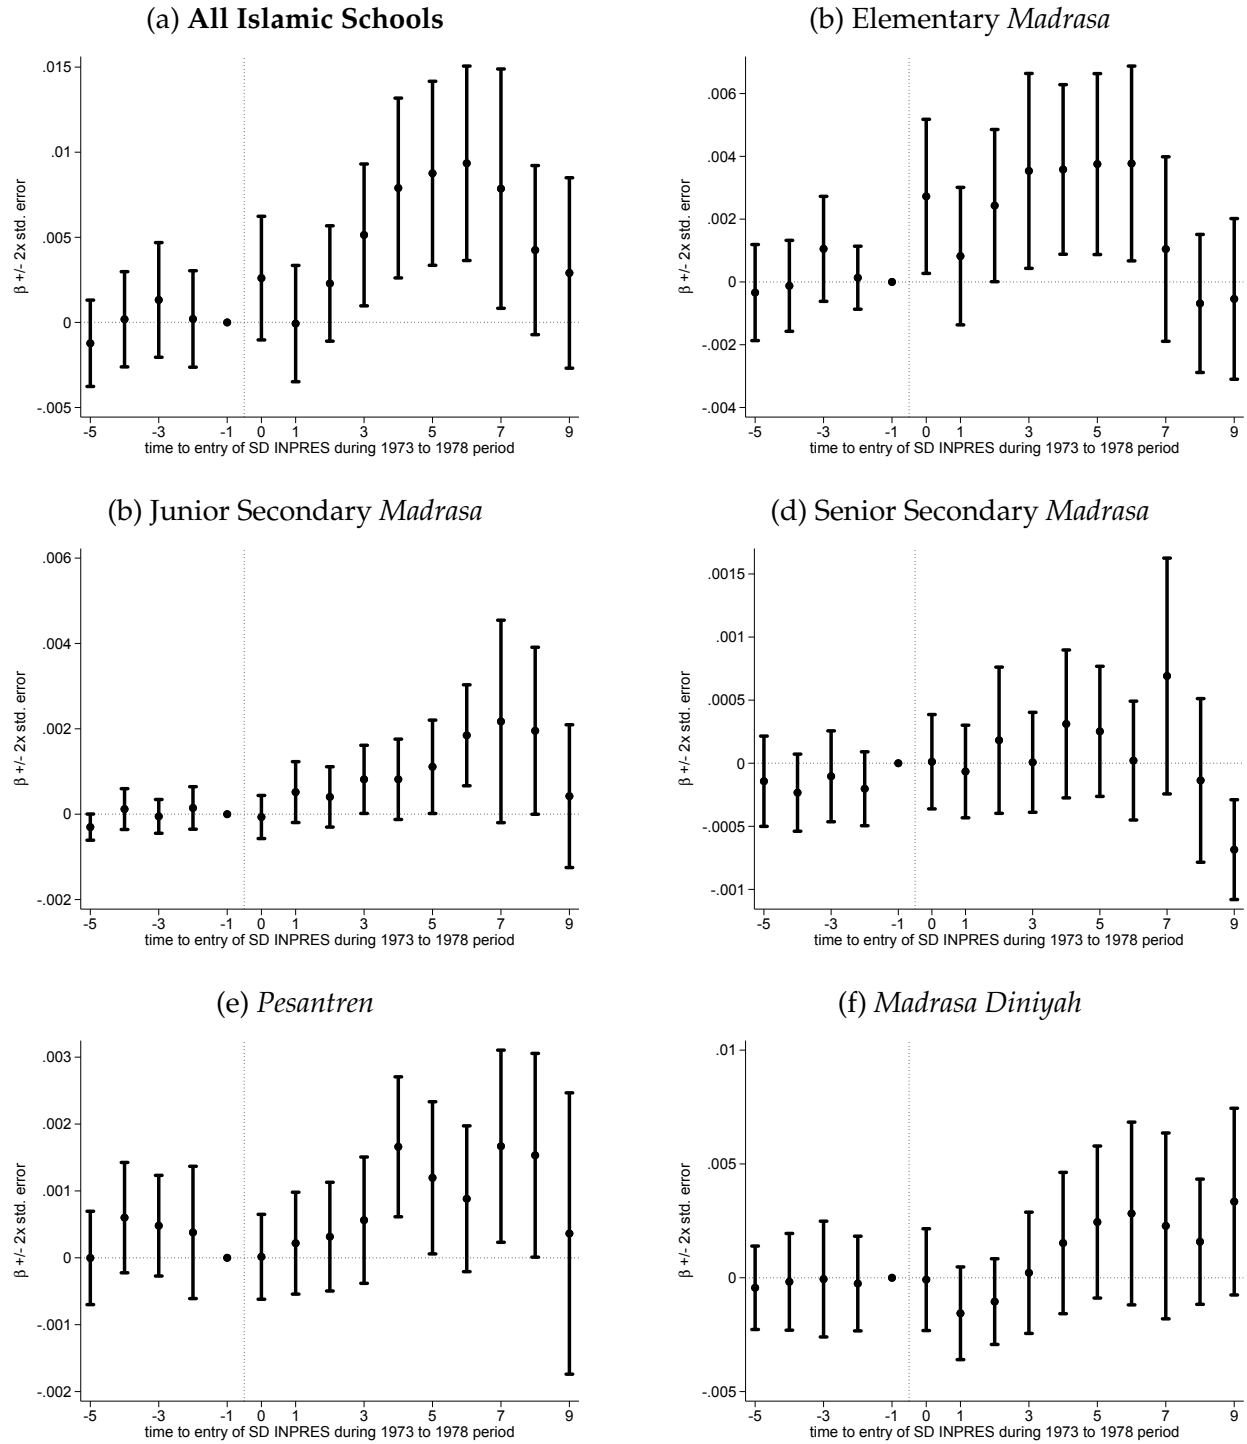 (a) All Islamic Schools
.015
.01
.005
0
-.005
β +/- 2x std. error
-5 -3 -1 0 1 3 5 7 9
time to entry of SD INPRES during 1973 to 1978 period
(b) Elementary Madrasa
.006
.004
.002
0
-.002
-.004
β +/- 2x std. error
-5 -3 -1 0 1 3 5 7 9
time to entry of SD INPRES during 1973 to 1978 period
(b) Junior Secondary Madrasa
.006
.004
.002
0
-.002
β +/- 2x std. error
-5 -3 -1 0 1 3 5 7 9
time to entry of SD INPRES during 1973 to 1978 period
(d) Senior Secondary Madrasa
.0015
.001
.0005
0
-.0005
-.001
β +/- 2x std. error
-5 -3 -1 0 1 3 5 7 9
time to entry of SD INPRES during 1973 to 1978 period
(e) Pesantren
.003
.002
.001
0
-.001
-.002
β +/- 2x std. error
-5 -3 -1 0 1 3 5 7 9
time to entry of SD INPRES during 1973 to 1978 period
(f) Madrasa Diniyah
.01
.005
0
-.005
β +/- 2x std. error
-5 -3 -1 0 1 3 5 7 9
time to entry of SD INPRES during 1973 to 1978 period